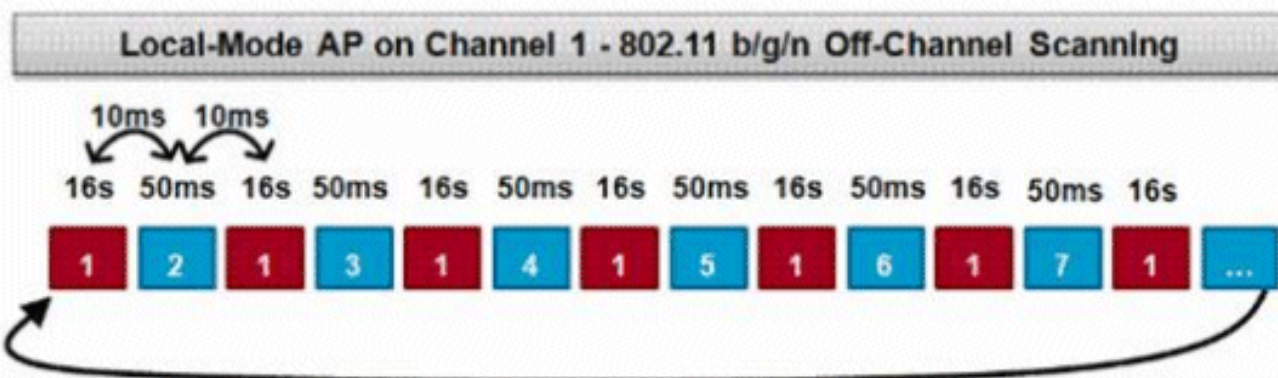 Local-Mode AP on Channel 1 - 802.11 b/g/n Off-Channel Scanning
10ms 10ms
16s 50ms 16s 50ms 16s 50ms 16s 50ms 16s 50ms 16s 50ms 16s
1 2 1 3 1 4 1 5 1 6 1 7 1 ...